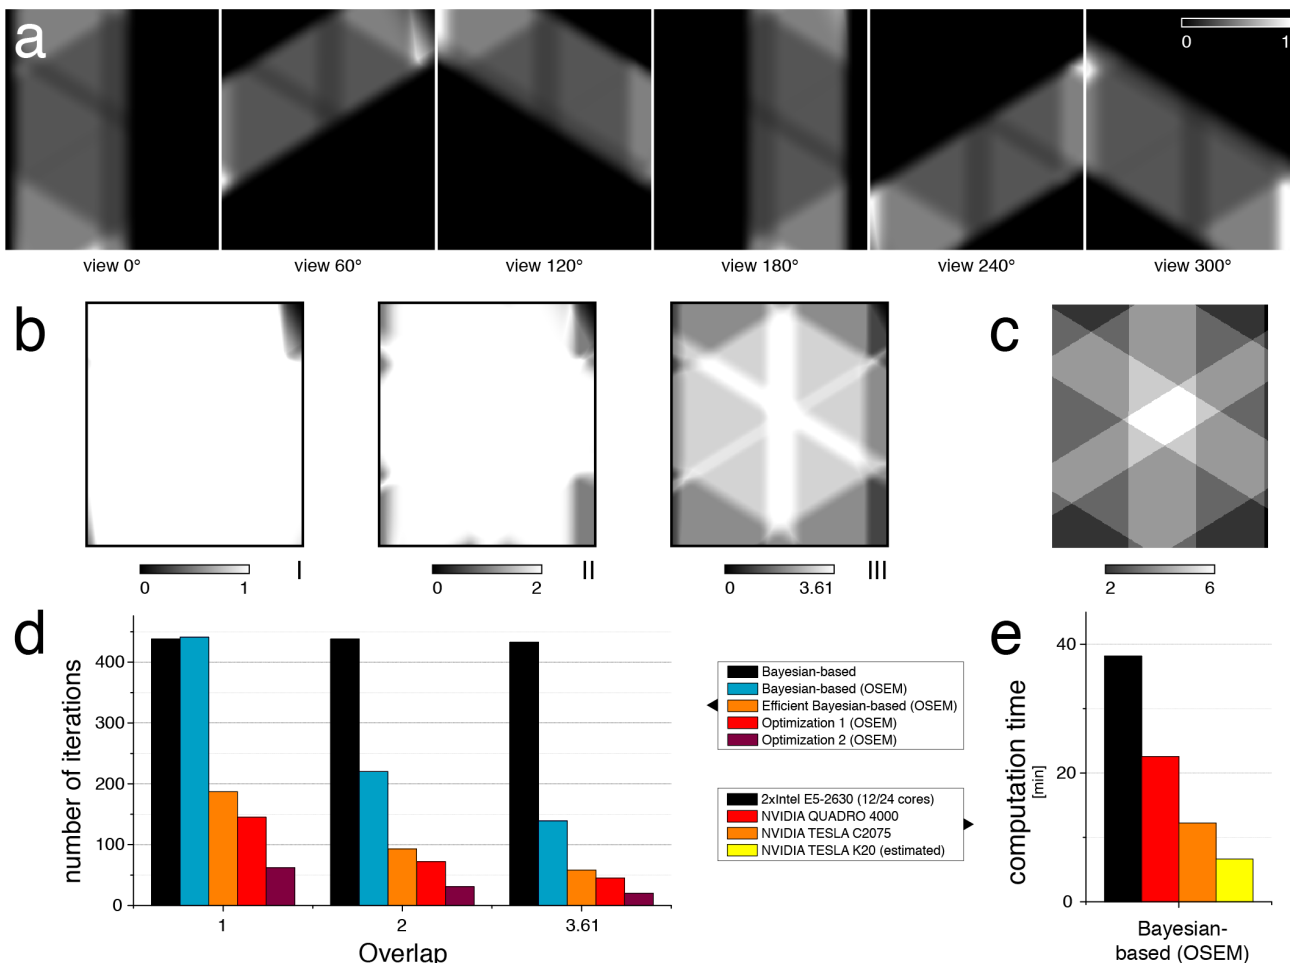 a
0 1
view 0°
view 60°
view 120°
view 180°
view 240°
view 300°
b
0 1
I
0 2
II
0 3.61
III
c
2 6
d
number of iterations
400
300
200
100
0
1
2
3.61
Overlap
Bayesian-based
Bayesian-based (OSEM)
Efficient Bayesian-based (OSEM)
Optimization 1 (OSEM)
Optimization 2 (OSEM)
2xIntel E5-2630 (12/24 cores)
NVIDIA QUADRO 4000
NVIDIA TESLA C2075
NVIDIA TESLA K20 (estimated)
e
computation time
[min]
40
20
0
Bayesian-
based (OSEM)